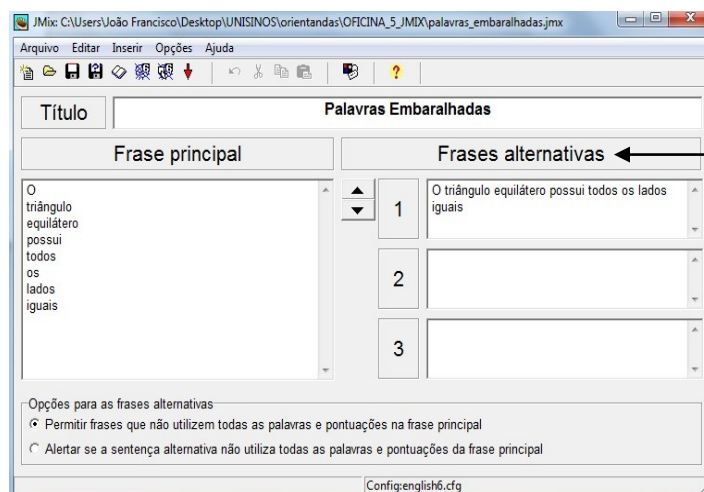 JMix: C:\Users\João Francisco\Desktop\UNISINOS\orientandas\OFICINA_5_JMIX\palavras_embaralhadas.jmx
Arquivo Editar Inserir Opções Ajuda
Título
Palavras Embaralhadas
Frase principal
Frases alternativas
O
triângulo
equilátero
possui
todos
os
lados
iguais
1
O triângulo equilátero possui todos os lados
iguais
2
3
Opções para as frases alternativas
Permitir frases que não utilizem todas as palavras e pontuações na frase principal
Alertar se a sentença alternativa não utiliza todas as palavras e pontuações da frase principal
Config:english6.cfg